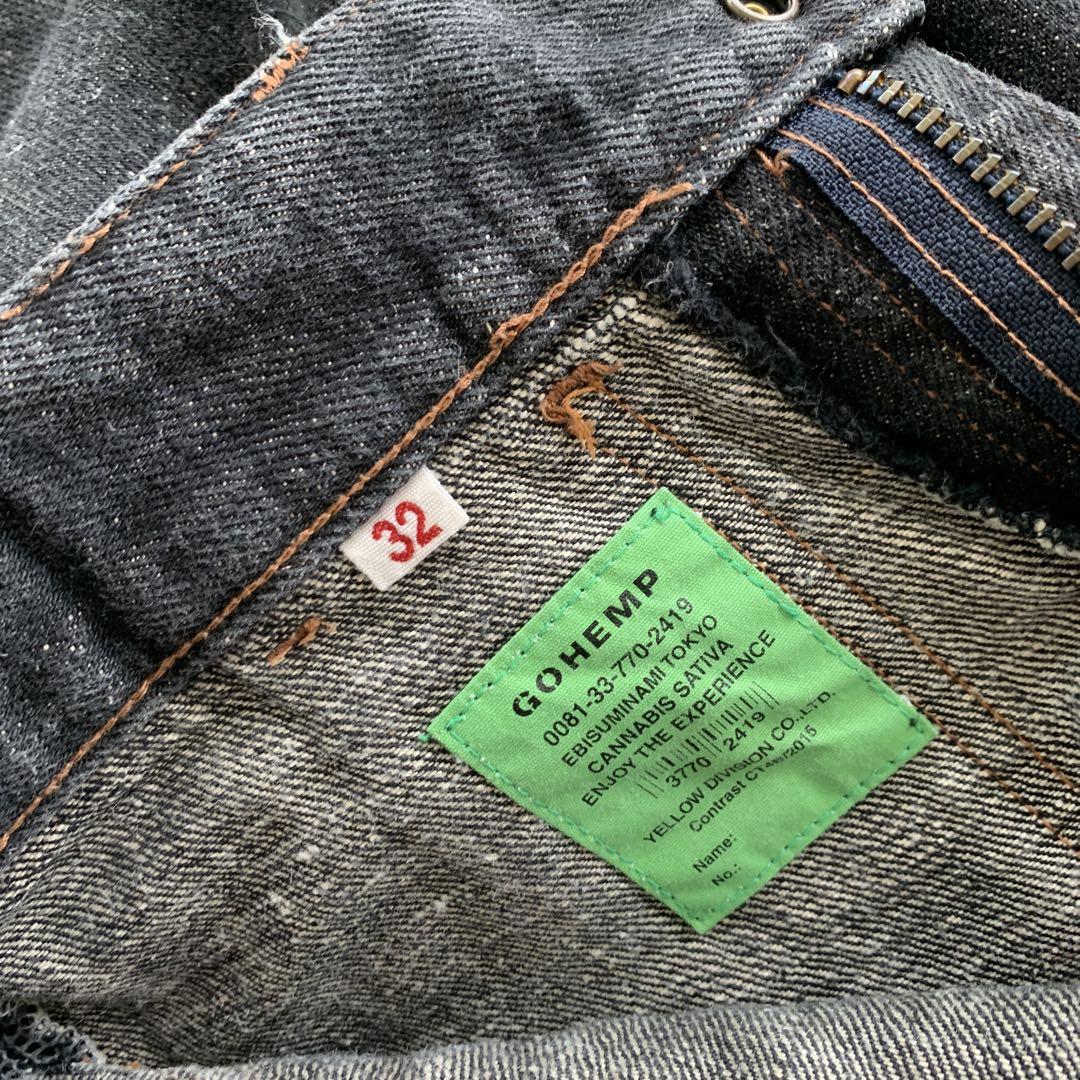 32
GOHEMP
0081-33-770-2419
EBISUMINAMI TOKYO
CANNABIS SATIVA
ENJOY THE EXPERIENCE
3770 2419
YELLOW DIVISION CO.,LTD.
Contrast
Name:
No.: